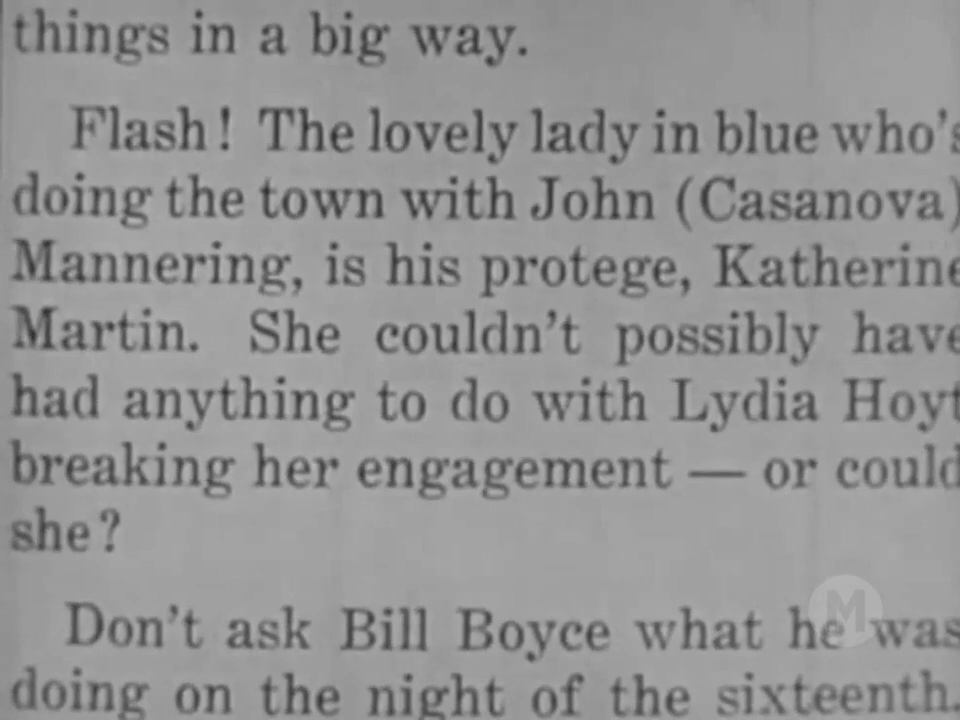 things in a big way.
Flash! The lovely lady in blue who's
doing the town with John (Casanova)
Mannering, is his protege, Katherine
Martin. She couldn't possibly have
had anything to do with Lydia Hoyt
breaking her engagement — or could
she?
Don't ask Bill Boyce what he was
doing on the night of the sixteenth.
M